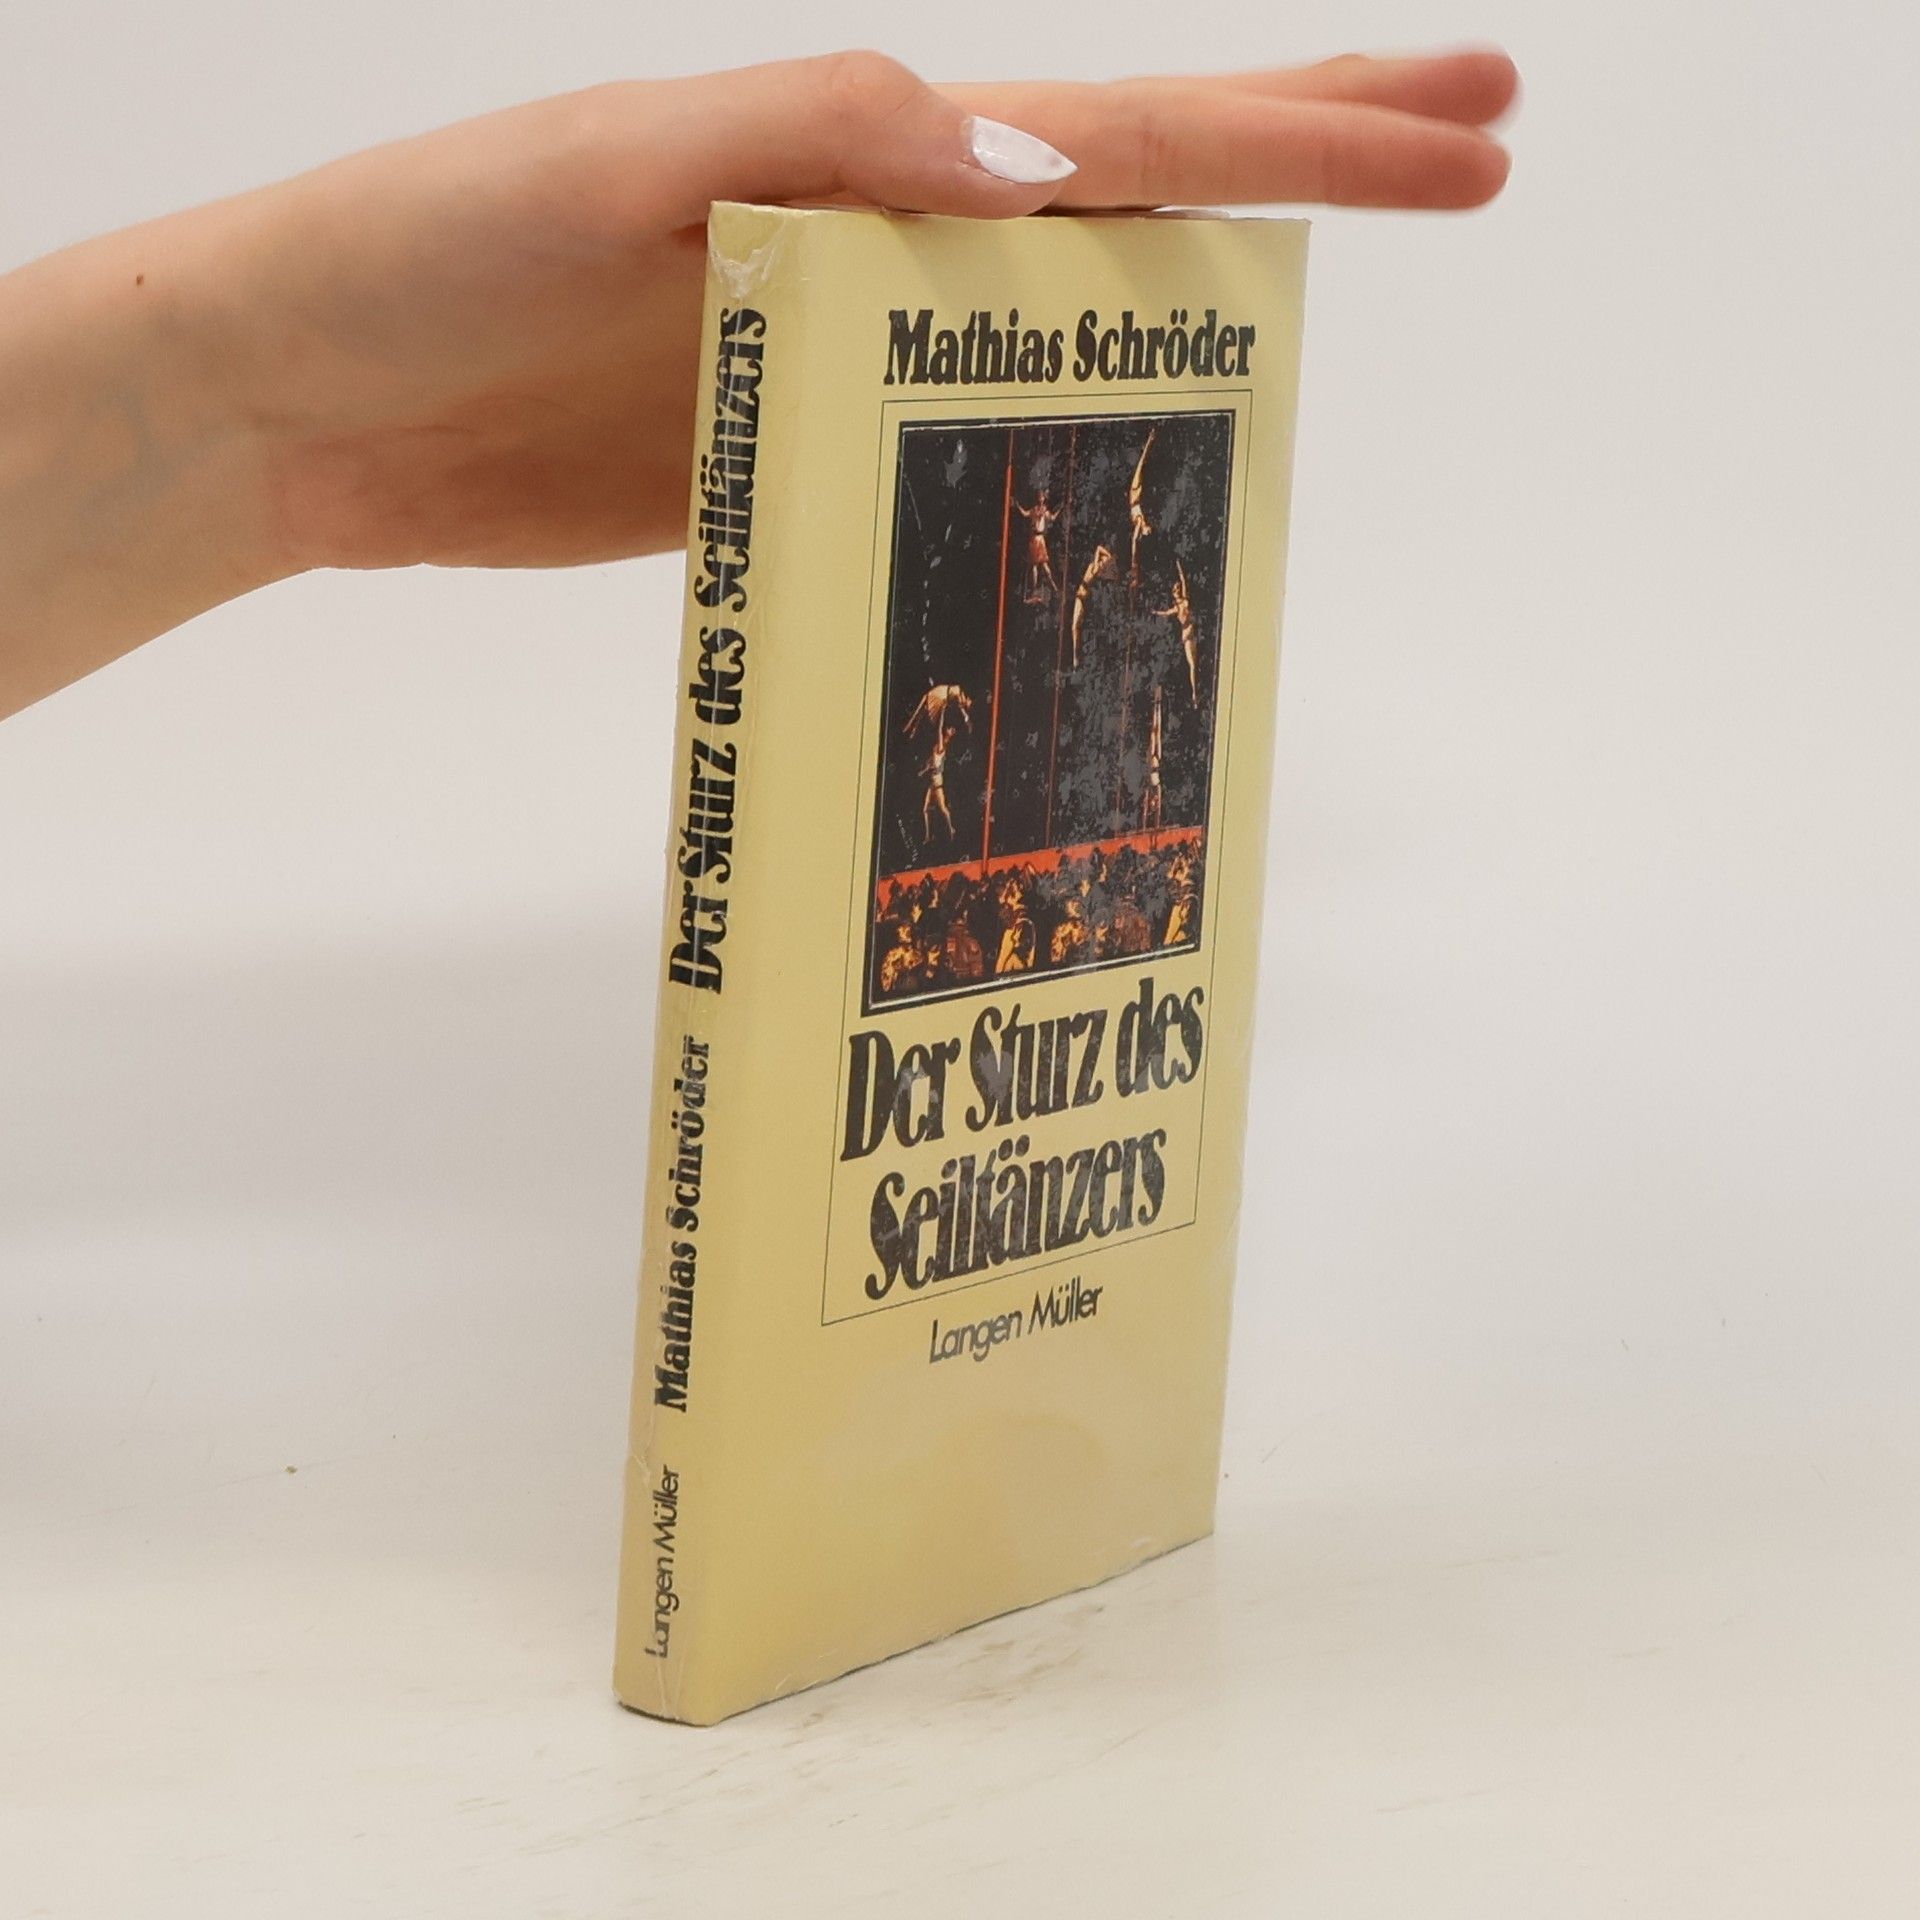 Mathias Schröder
Der Sturz des
Seiltänzers
Langen Müller
Langen Müller Mathias Schröder Der Sturz des Seiltänzers